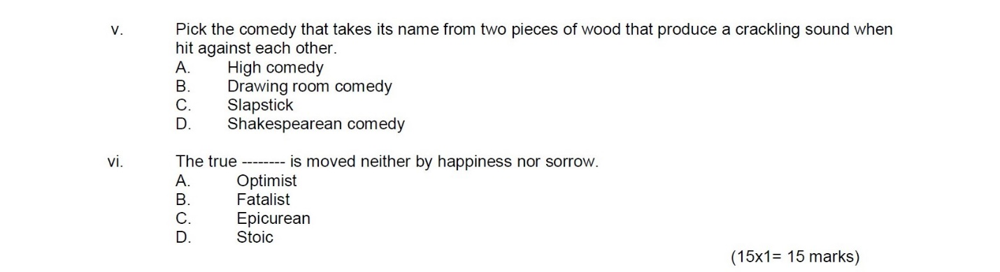 v. Pick the comedy that takes its name from two pieces of wood that produce a crackling sound when
hit against each other.
A. High comedy
B. Drawing room comedy
C. Slapstick
D. Shakespearean comedy
vi. The true -------- is moved neither by happiness nor sorrow.
A. Optimist
B. Fatalist
C. Epicurean
D. Stoic
(15x1= 15 marks)